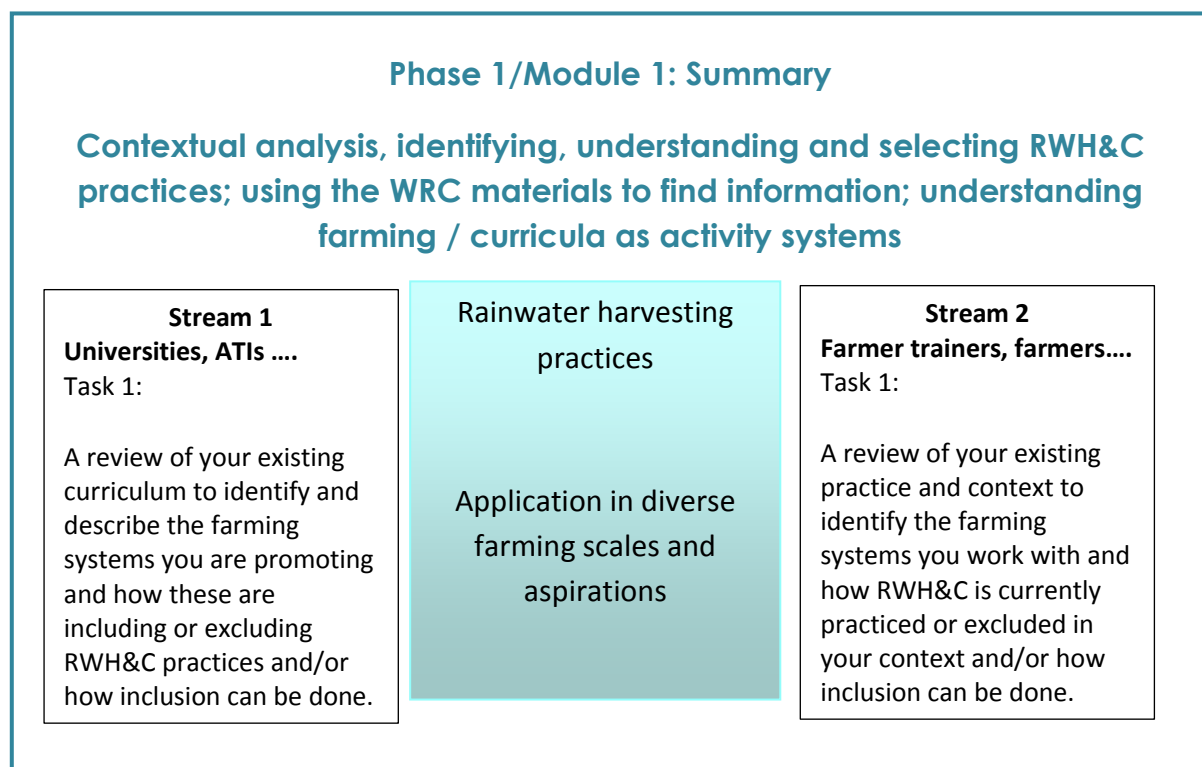 Phase 1/Module 1: Summary
Contextual analysis, identifying, understanding and selecting RWH&C
practices; using the WRC materials to find information; understanding
farming / curricula as activity systems
Stream 1
Universities, ATIs ....
Task 1:
A review of your existing
curriculum to identify and
describe the farming
systems you are promoting
and how these are
including or excluding
RWH&C practices and/or
how inclusion can be done.
Rainwater harvesting
practices
Application in diverse
farming scales and
aspirations
Stream 2
Farmer trainers, farmers....
Task 1:
A review of your existing
practice and context to
identify the farming
systems you work with and
how RWH&C is currently
practiced or excluded in
your context and/or how
inclusion can be done.